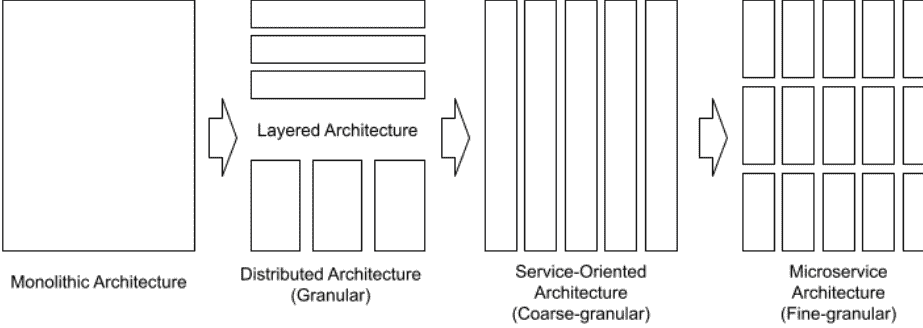 Layered Architecture
Monolithic Architecture
Distributed Architecture
(Granular)
Service-Oriented
Architecture
(Coarse-granular)
Microservice
Architecture
(Fine-granular)